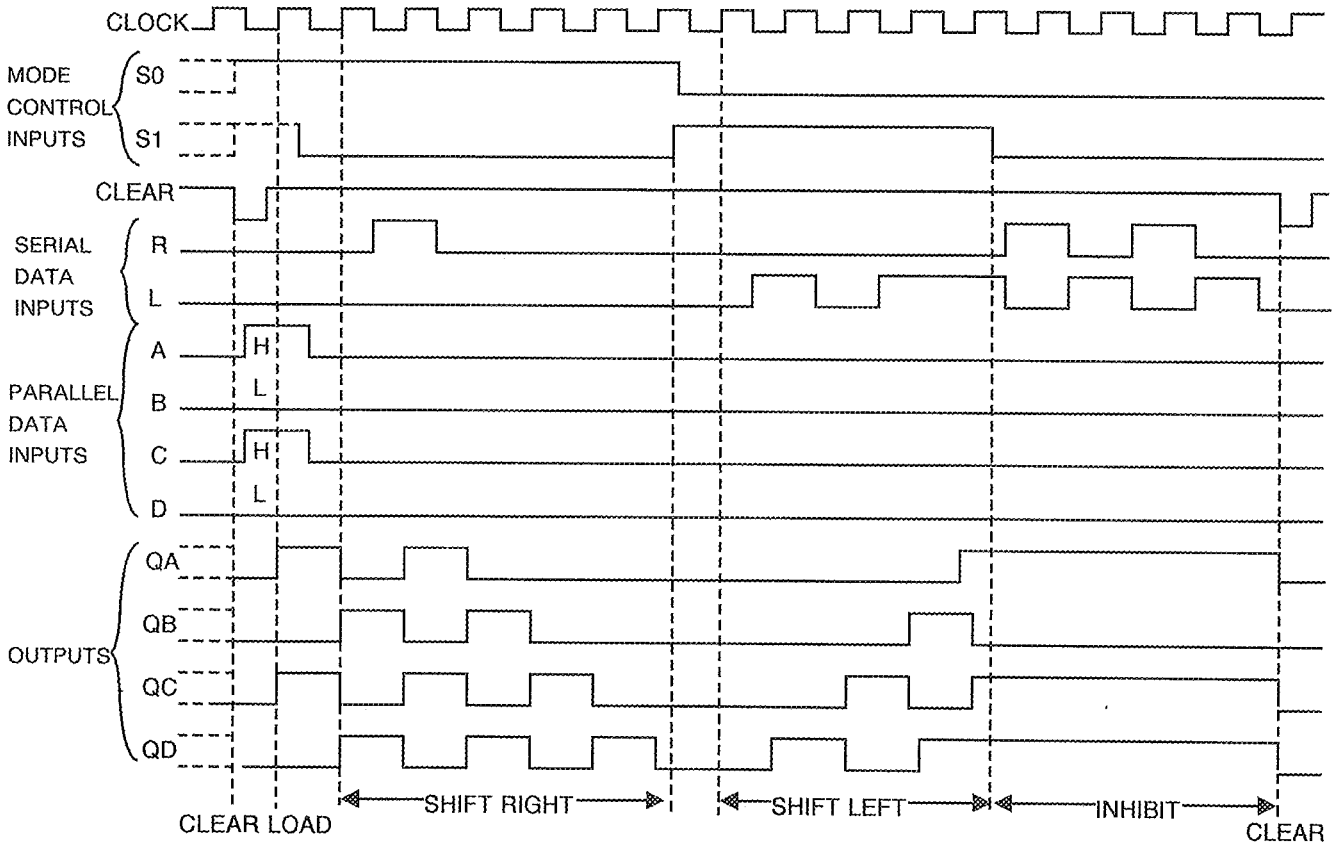 CLOCK
MODE
CONTROL
INPUTS
S0
S1
CLEAR
SERIAL
DATA
INPUTS
R
L
PARALLEL
DATA
INPUTS
A
H
B
L
C
H
D
L
OUTPUTS
QA
QB
QC
QD
CLEAR LOAD
SHIFT RIGHT
SHIFT LEFT
INHIBIT
CLEAR